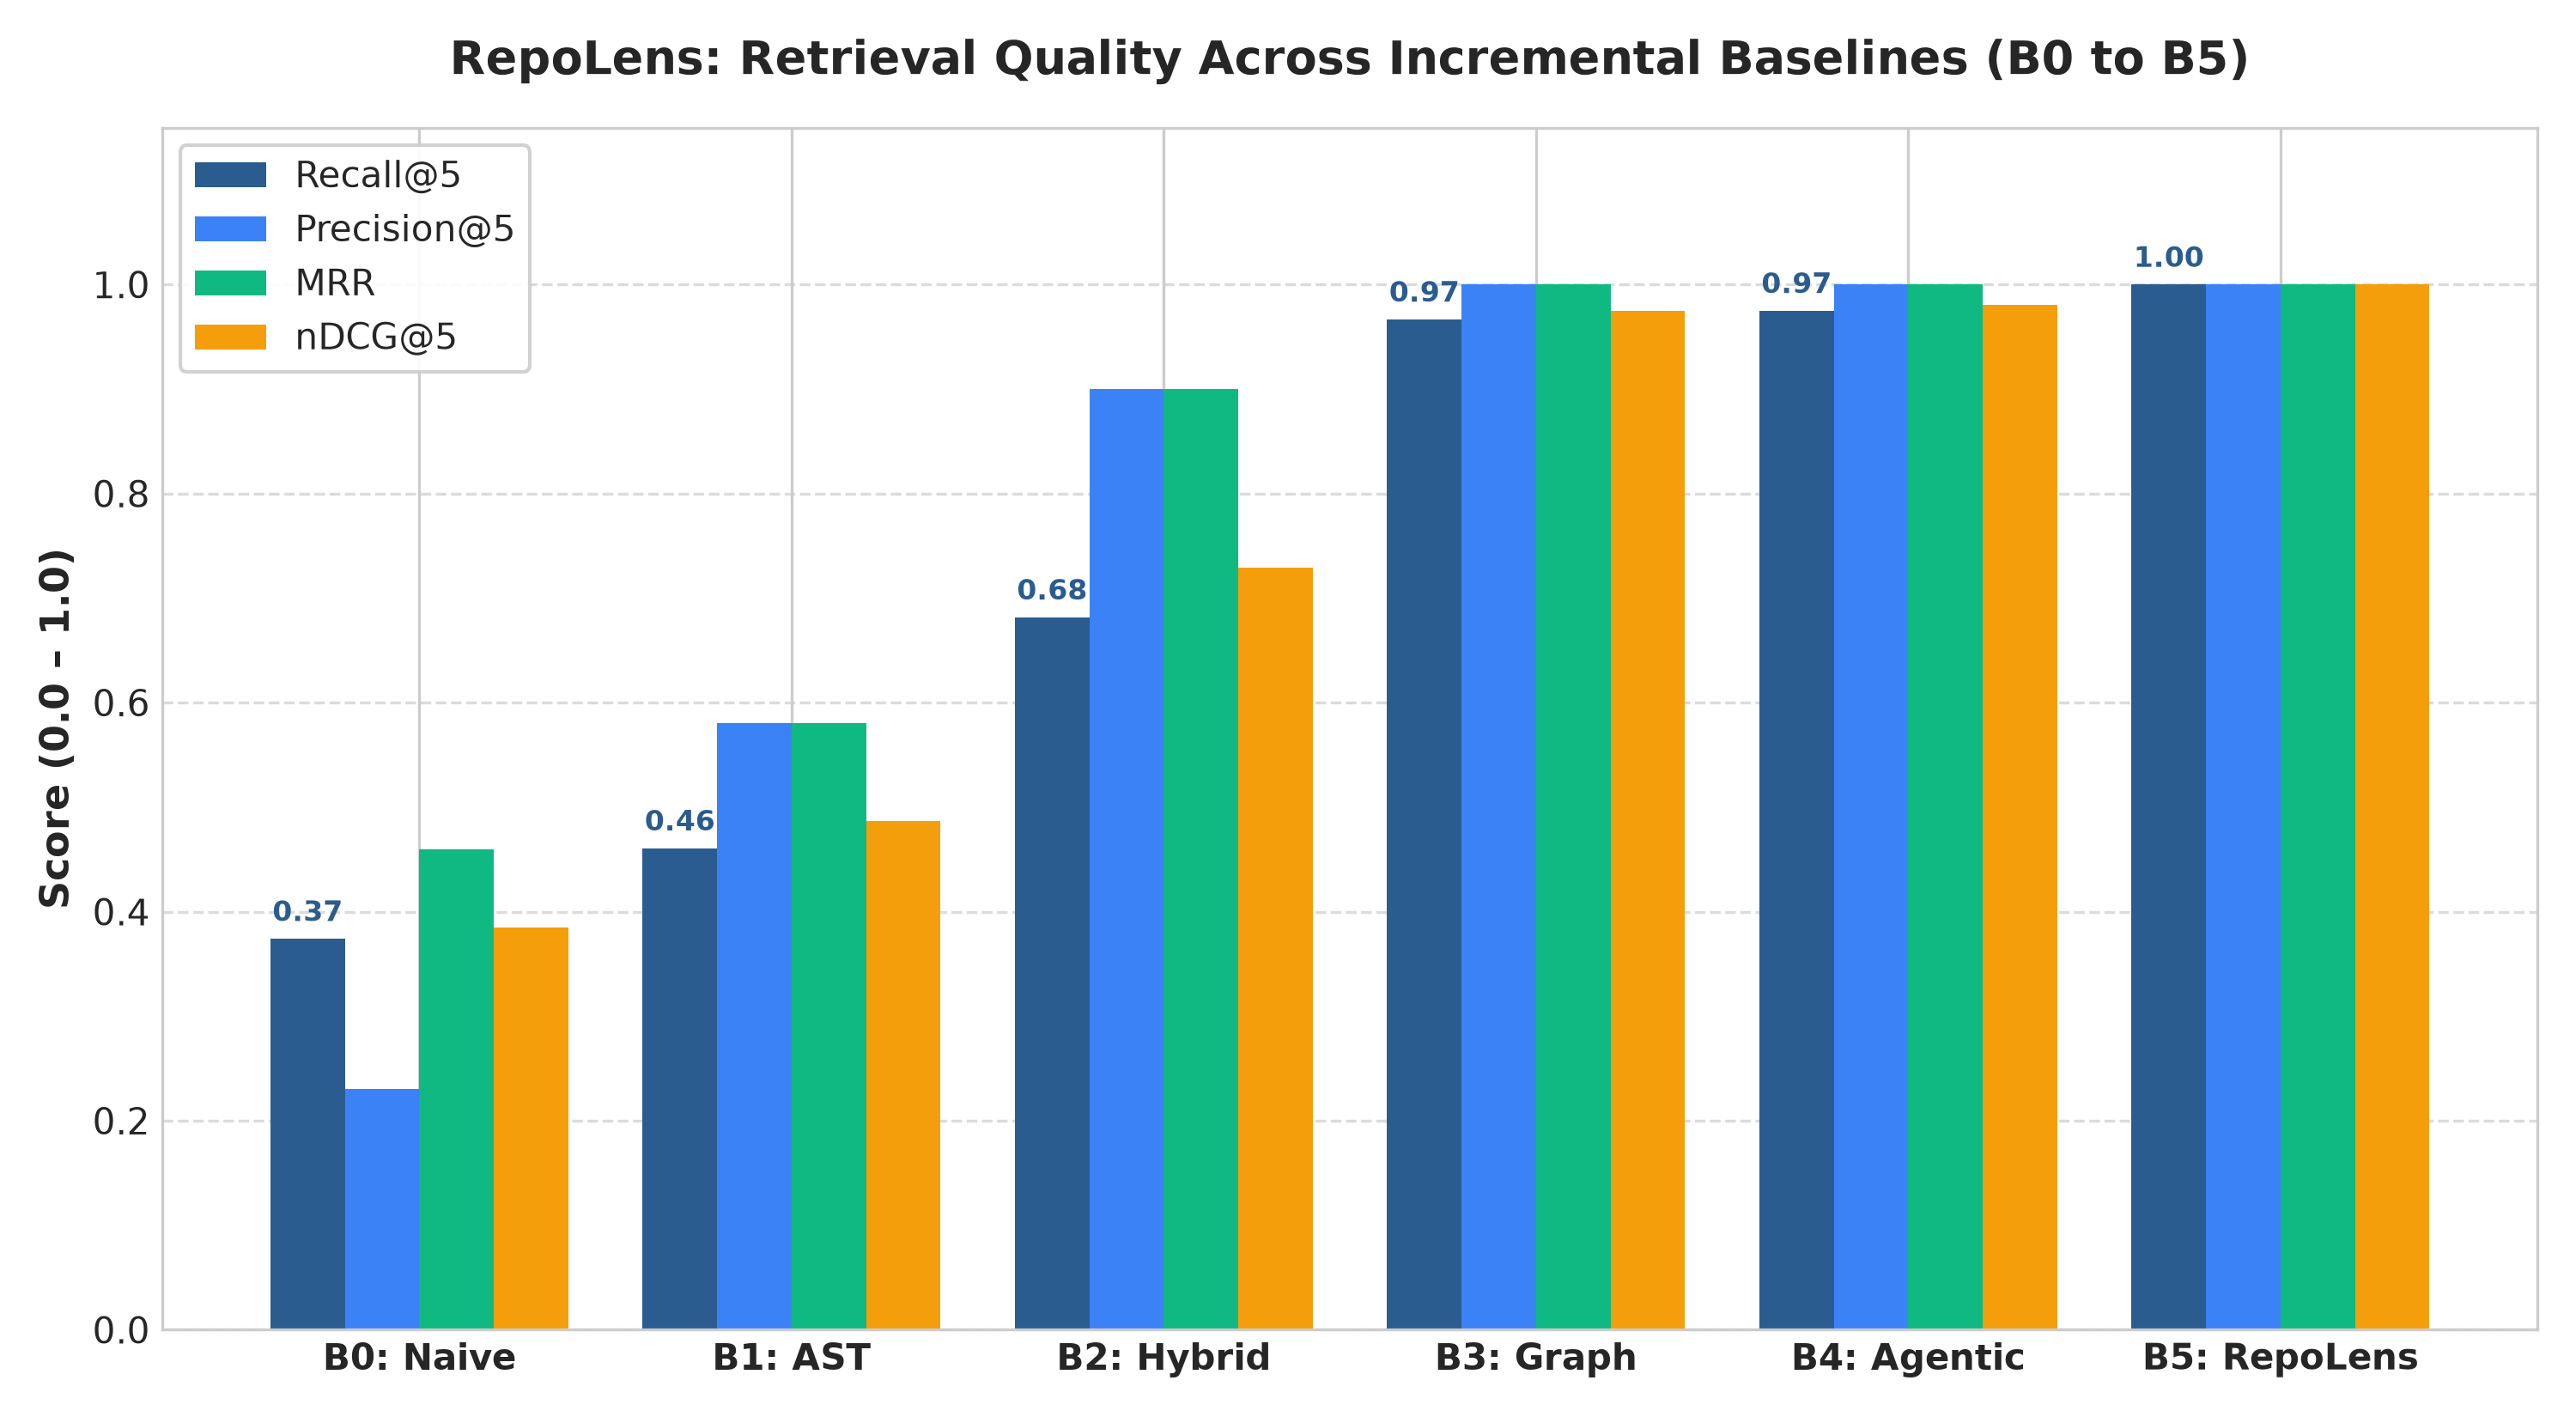 RepoLens: Retrieval Quality Across Incremental Baselines (B0 to B5)
Recall@5
Precision@5
MRR
nDCG@5
Score (0.0 – 1.0)
1.0
0.8
0.6
0.4
0.2
0.0
0.37
0.46
0.68
0.97
0.97
1.00
B0: Naive
B1: AST
B2: Hybrid
B3: Graph
B4: Agentic
B5: RepoLens